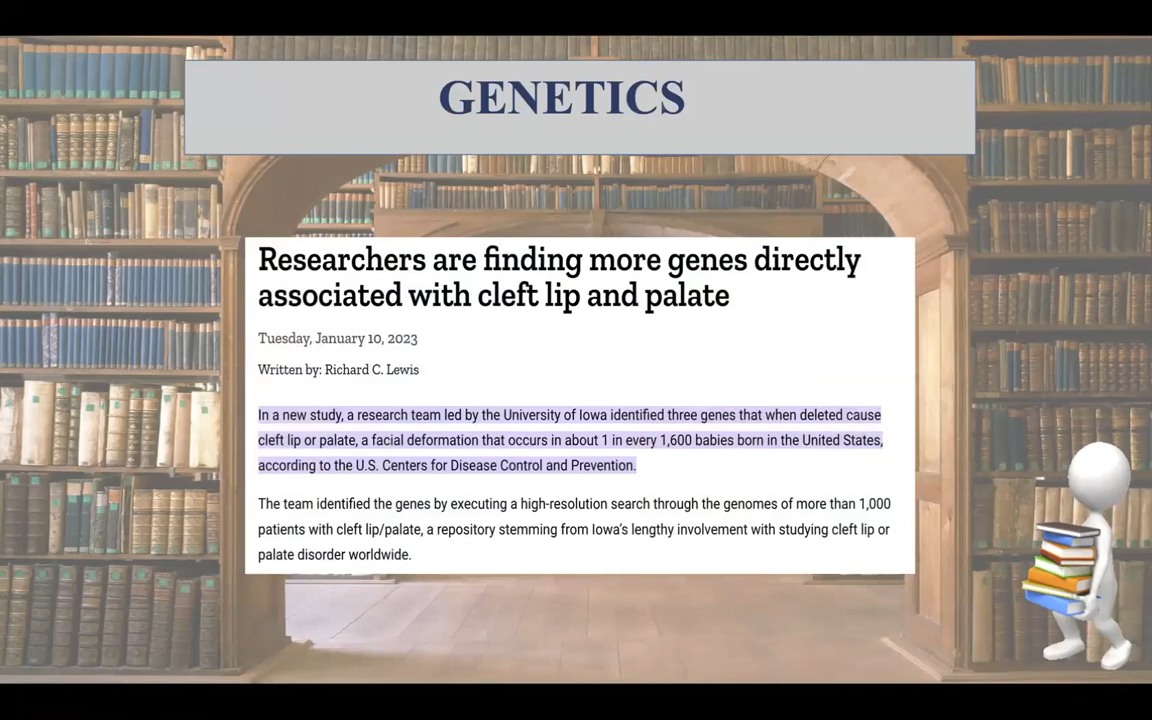 GENETICS
Researchers are finding more genes directly
associated with cleft lip and palate
Tuesday, January 10, 2023
Written by: Richard C. Lewis
In a new study, a research team led by the University of Iowa identified three genes that when deleted cause
cleft lip or palate, a facial deformation that occurs in about 1 in every 1,600 babies born in the United States,
according to the U.S. Centers for Disease Control and Prevention.
The team identified the genes by executing a high-resolution search through the genomes of more than 1,000
patients with cleft lip/palate, a repository stemming from Iowa's lengthy involvement with studying cleft lip or
palate disorder worldwide.